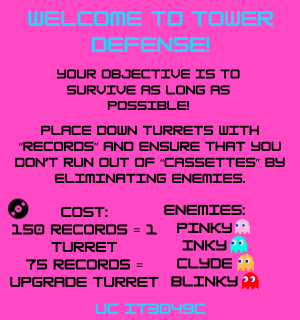 WELCOME TO TOWER
DEFENSE!
YOUR OBJECTIVE IS TO
SURVIVE AS LONG AS
POSSIBLE!
PLACE DOWN TURRETS WITH
"RECORDS" AND ENSURE THAT YOU
DON'T RUN OUT OF "CASSETTES" BY
ELIMINATING ENEMIES.
COST:
150 RECORDS = 1
TURRET
75 RECORDS =
UPGRADE TURRET
ENEMIES:
PINKY
INKY
CLYDE
BLINKY
UC IT3049C